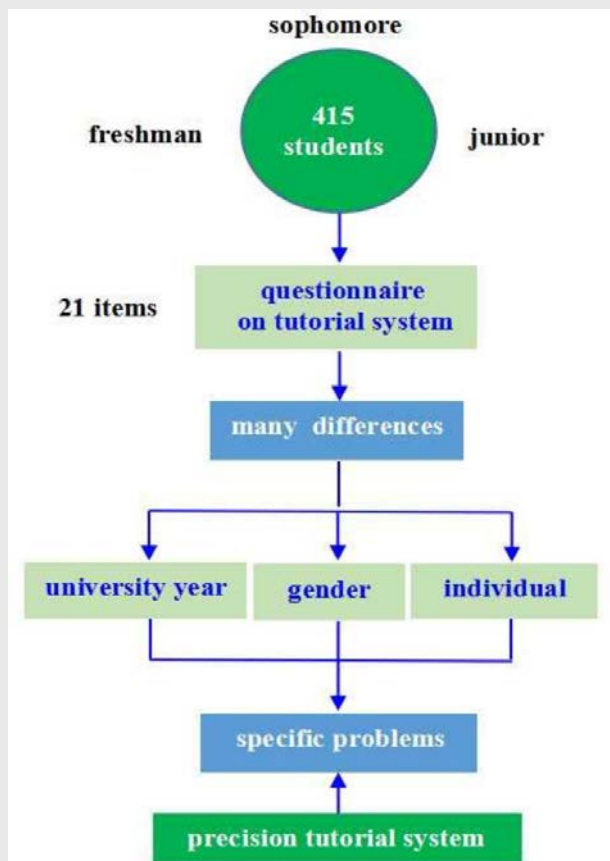 sophomore
freshman
415
students
junior
21 items
questionnaire
on tutorial system
many differences
university year
gender
individual
specific problems
precision tutorial system